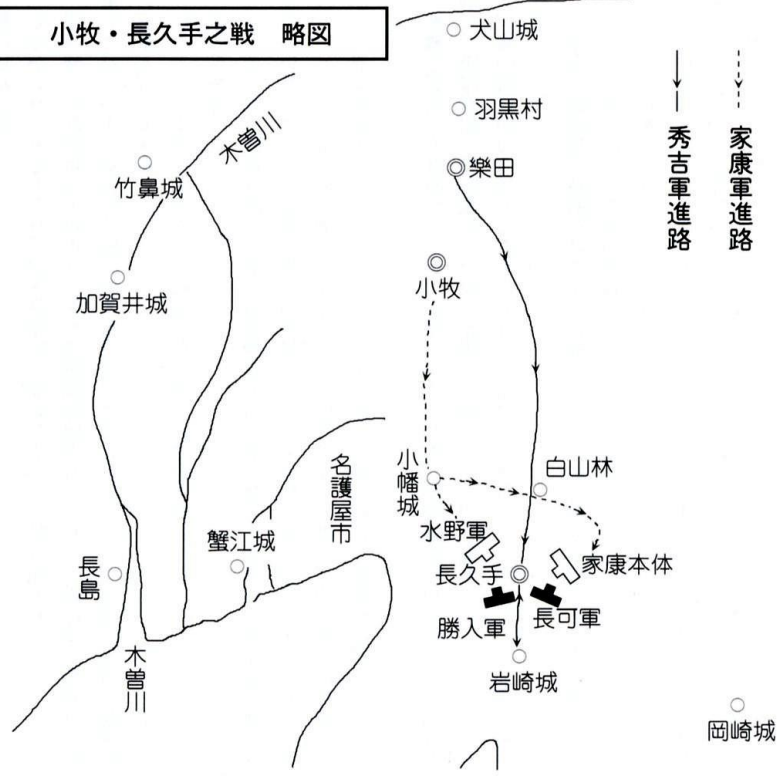 小牧・長久手之戦　略図
犬山城
羽黒村
樂田
木曽川
竹鼻城
加賀井城
小牧
家康軍進路
秀吉軍進路
白山林
小幡城
名護屋市
水野軍
蟹江城
長島
長久手
家康本体
勝入軍
長可軍
木曽川
岩崎城
岡崎城